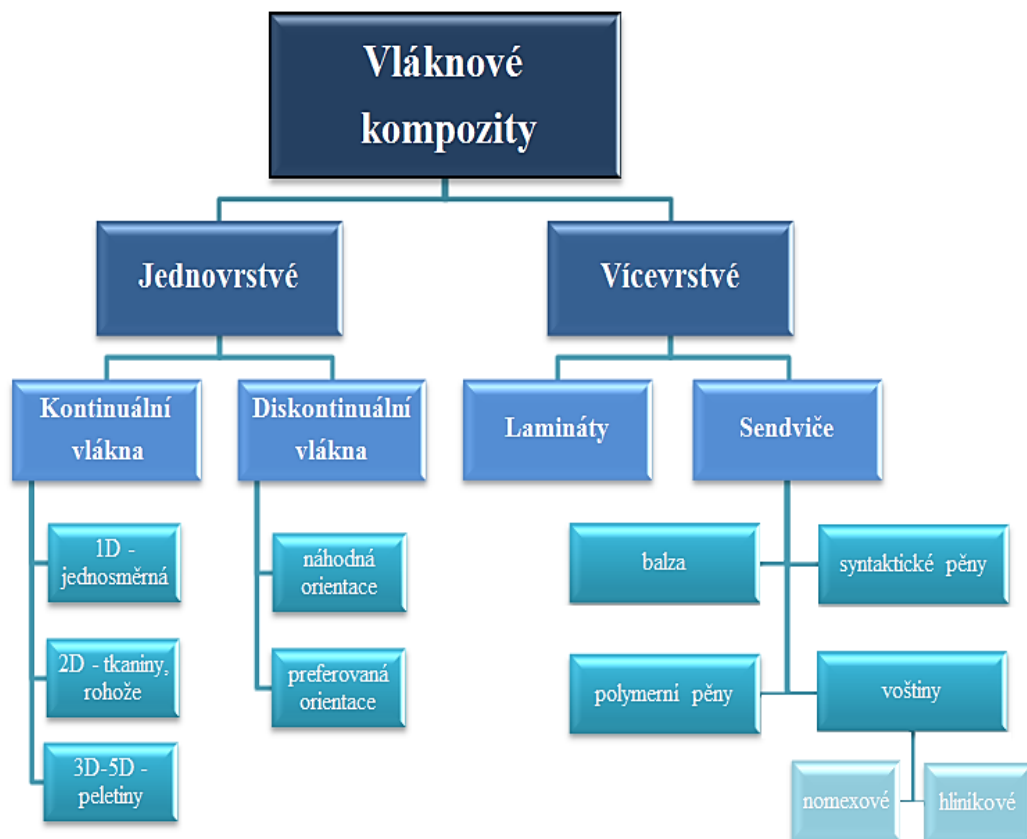 Vláknové
kompozity
Jednovrstvé
Vícevrstvé
Kontinuální
vlákna
Diskontinuální
vlákna
Lamináty
Sendviče
1D -
jednosměrná
náhodná
orientace
balza
syntaktické pěny
2D - tkaniny,
rohože
preferovaná
orientace
polymerní pěny
voštiny
3D-5D -
peletiny
nomexové
hliníkové